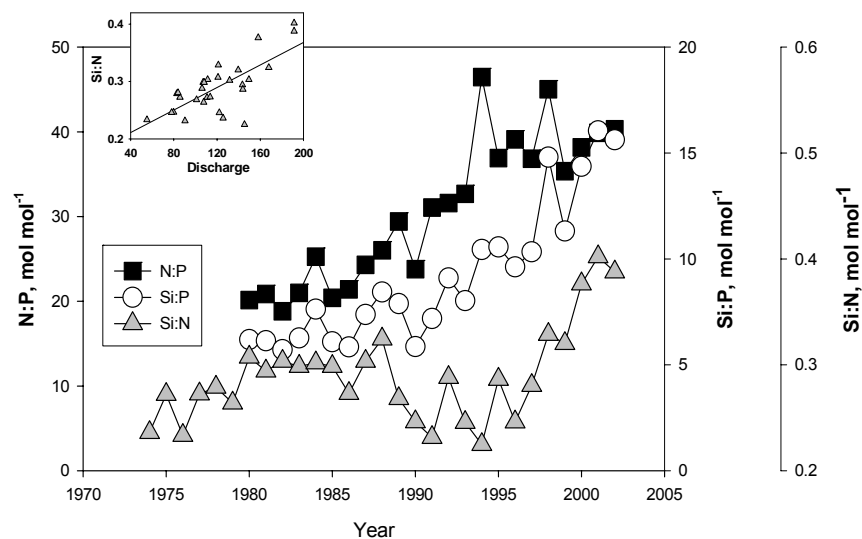 0.4
0.3
0.2
Si:N
40 80 120 160 200
Discharge
50
40
30
20
10
0
N:P, mol mol⁻¹
N:P
Si:P
Si:N
20
15
10
5
0
Si:P, mol mol⁻¹
0.6
0.5
0.4
0.3
0.2
Si:N, mol mol⁻¹
1970 1975 1980 1985 1990 1995 2000 2005
Year